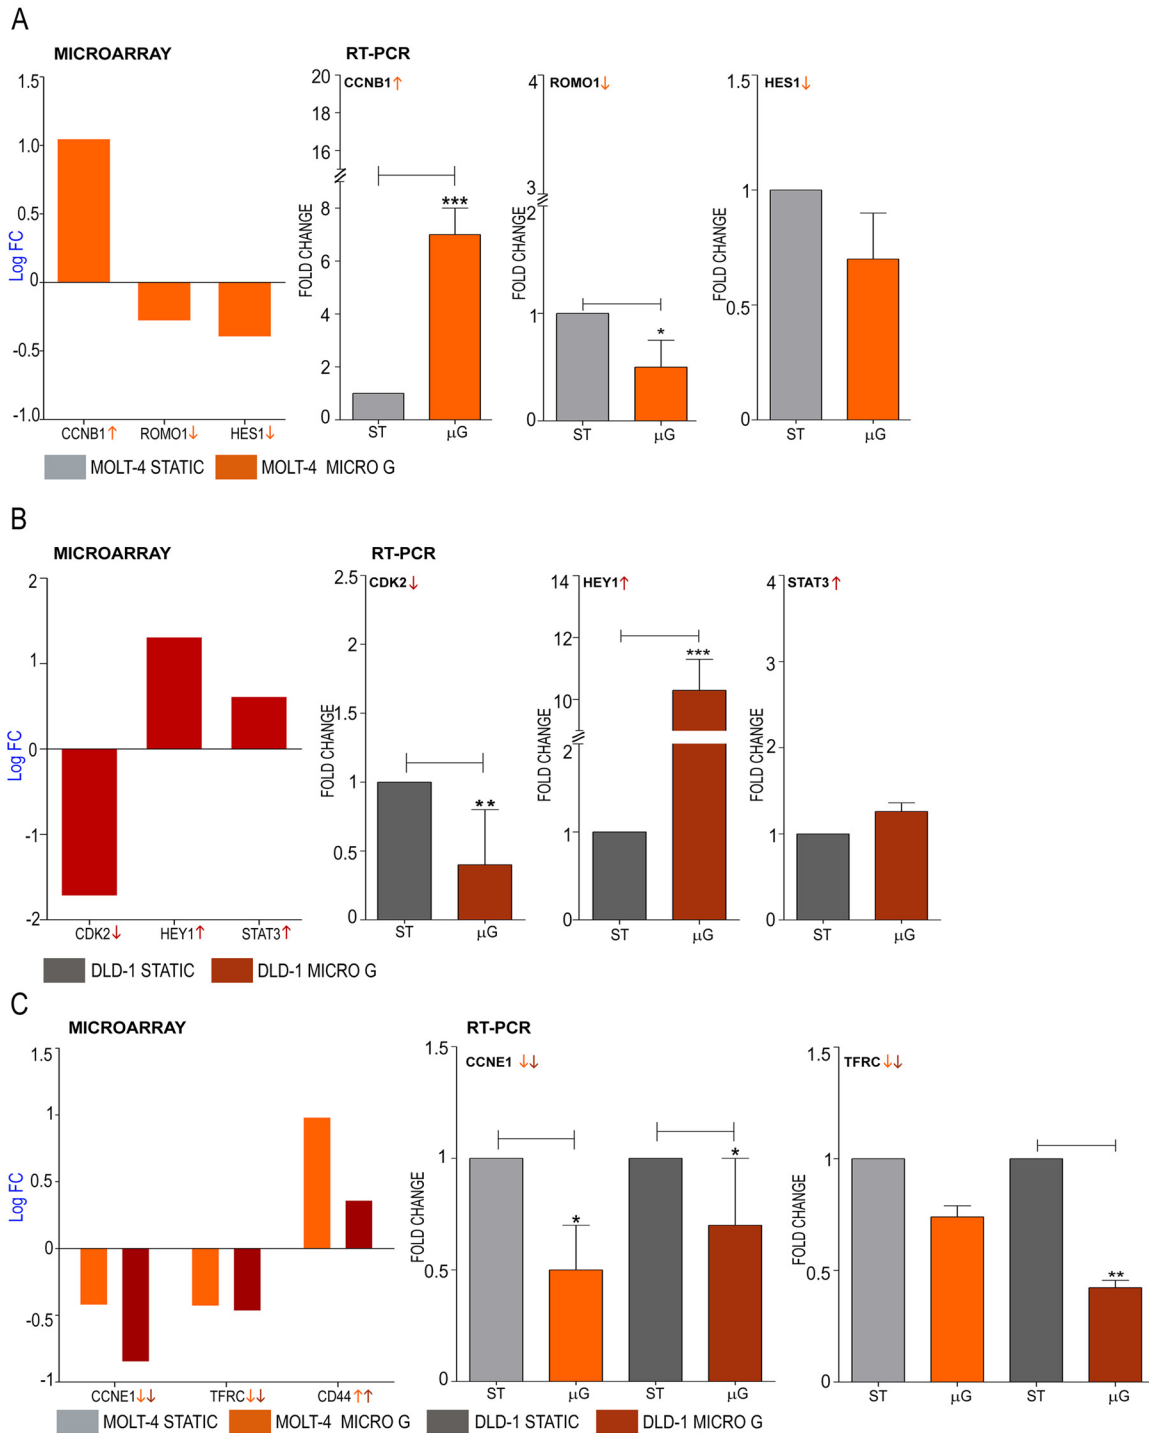 A
MICROARRAY
RT-PCR
1.5
1.0
0.5
0
-0.5
-1.0
Log FC
CCNB1↑
ROMO1↓
HES1↓
20
18
16
8
6
4
2
0
FOLD CHANGE
CCNB1↑
***
ST
µG
4
3
2
1
0
FOLD CHANGE
ROMO1↓
*
ST
µG
1.5
1
0.5
0
FOLD CHANGE
HES1↓
ST
µG
MOLT-4 STATIC
MOLT-4 MICRO G
B
MICROARRAY
RT-PCR
2
1
0
-1
-2
Log FC
CDK2↓
HEY1↑
STAT3↑
2.5
2
1.5
1
0.5
0
FOLD CHANGE
CDK2↓
**
ST
µG
14
12
10
2
1
0
FOLD CHANGE
HEY1↑
***
ST
µG
4
3
2
1
0
FOLD CHANGE
STAT3↑
ST
µG
DLD-1 STATIC
DLD-1 MICRO G
C
MICROARRAY
RT-PCR
1.5
1
0.5
0
-0.5
-1
Log FC
CCNE1↓↓
TFRC↓↓
CD44↑↑
1.5
1
0.5
0
FOLD CHANGE
CCNE1 ↓↓
*
*
ST
µG
ST
µG
1.5
1
0.5
0
FOLD CHANGE
TFRC↓↓
**
ST
µG
ST
µG
MOLT-4 STATIC
MOLT-4 MICRO G
DLD-1 STATIC
DLD-1 MICRO G